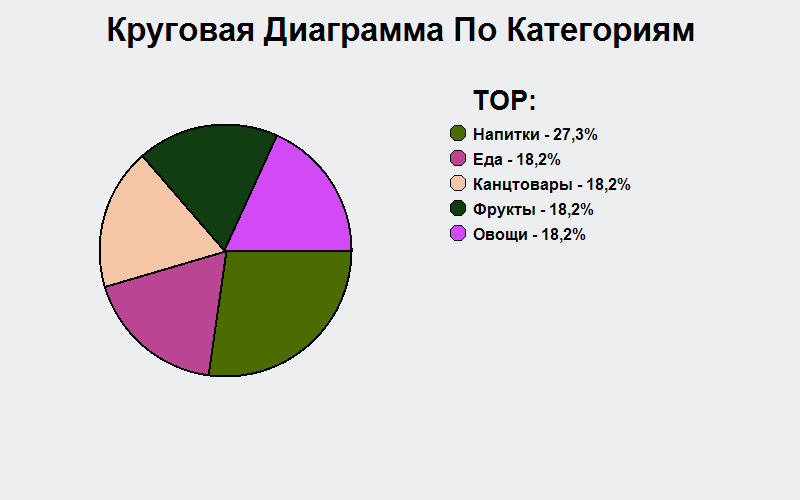 Круговая Диаграмма По Категориям
TOP:
Напитки - 27,3%
Еда - 18,2%
Канцтовары - 18,2%
Фрукты - 18,2%
Овощи - 18,2%